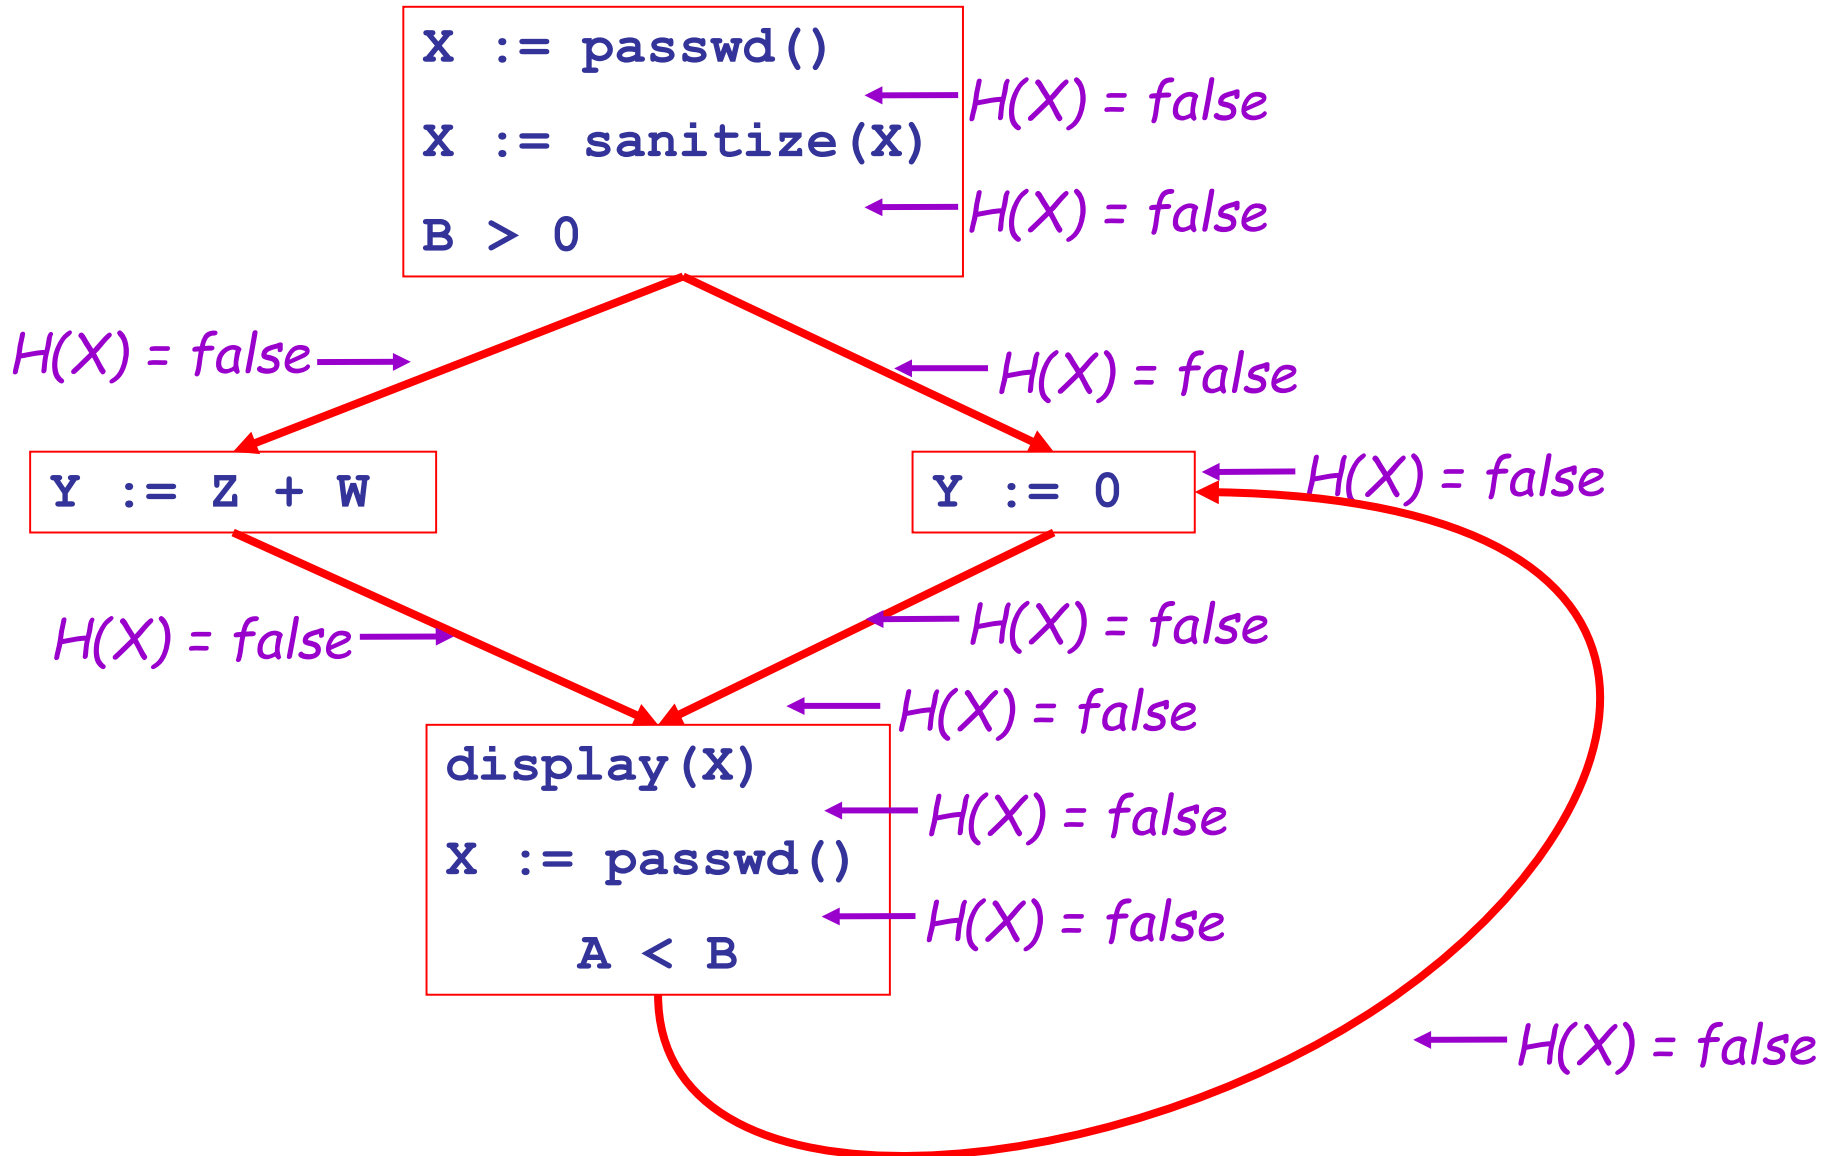 X := passwd()
H(X) = false
X := sanitize(X)
H(X) = false
B > 0
H(X) = false
H(X) = false
H(X) = false
Y := Z + W
Y := 0
H(X) = false
H(X) = false
H(X) = false
display(X)
H(X) = false
X := passwd()
H(X) = false
A < B
H(X) = false